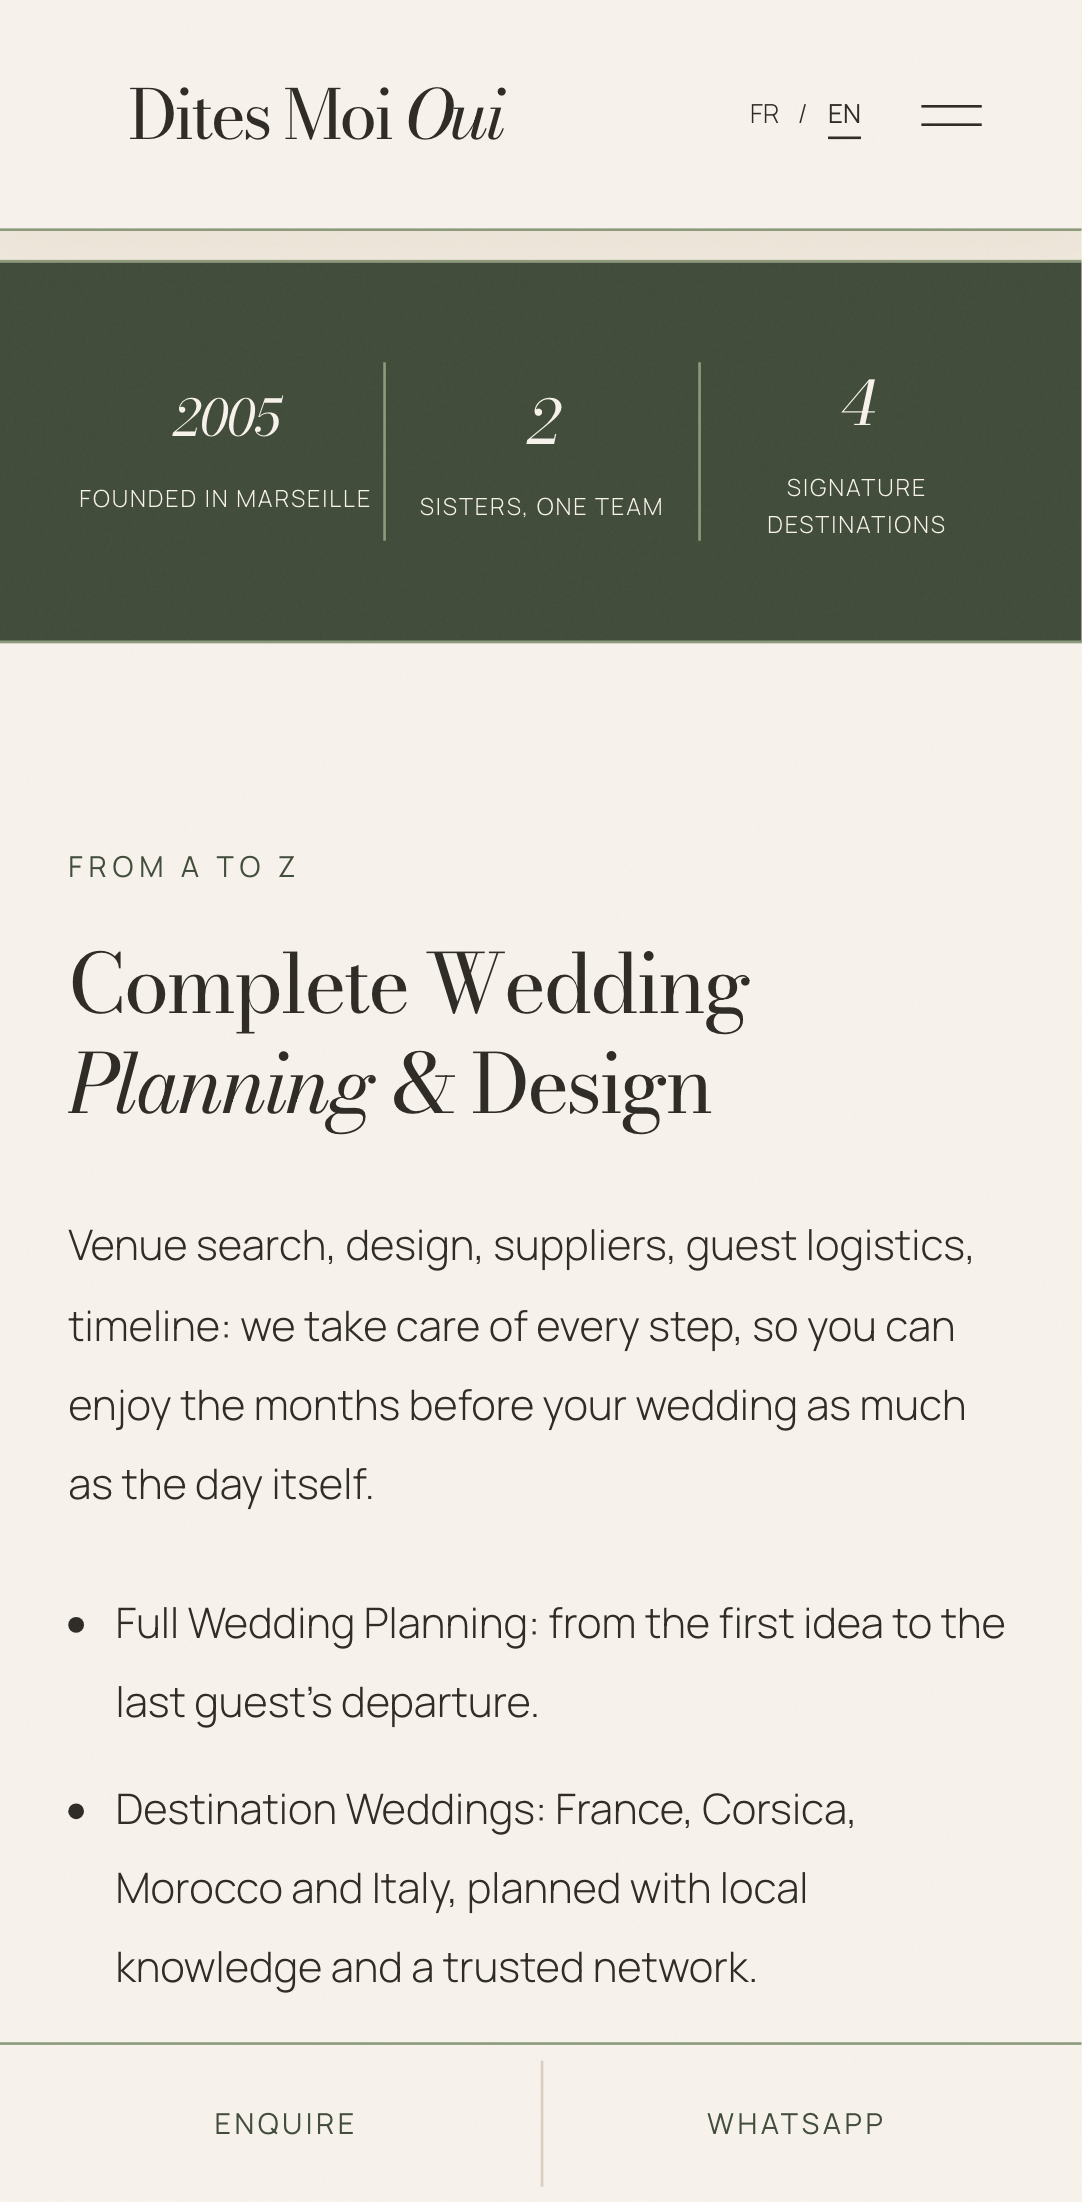 Dites Moi Oui
FR / EN
2005
FOUNDED IN MARSEILLE
2
SISTERS, ONE TEAM
4
SIGNATURE
DESTINATIONS
FROM A TO Z
Complete Wedding
Planning & Design
Venue search, design, suppliers, guest logistics,
timeline: we take care of every step, so you can
enjoy the months before your wedding as much
as the day itself.
• Full Wedding Planning: from the first idea to the
last guest’s departure.
• Destination Weddings: France, Corsica,
Morocco and Italy, planned with local
knowledge and a trusted network.
ENQUIRE
WHATSAPP